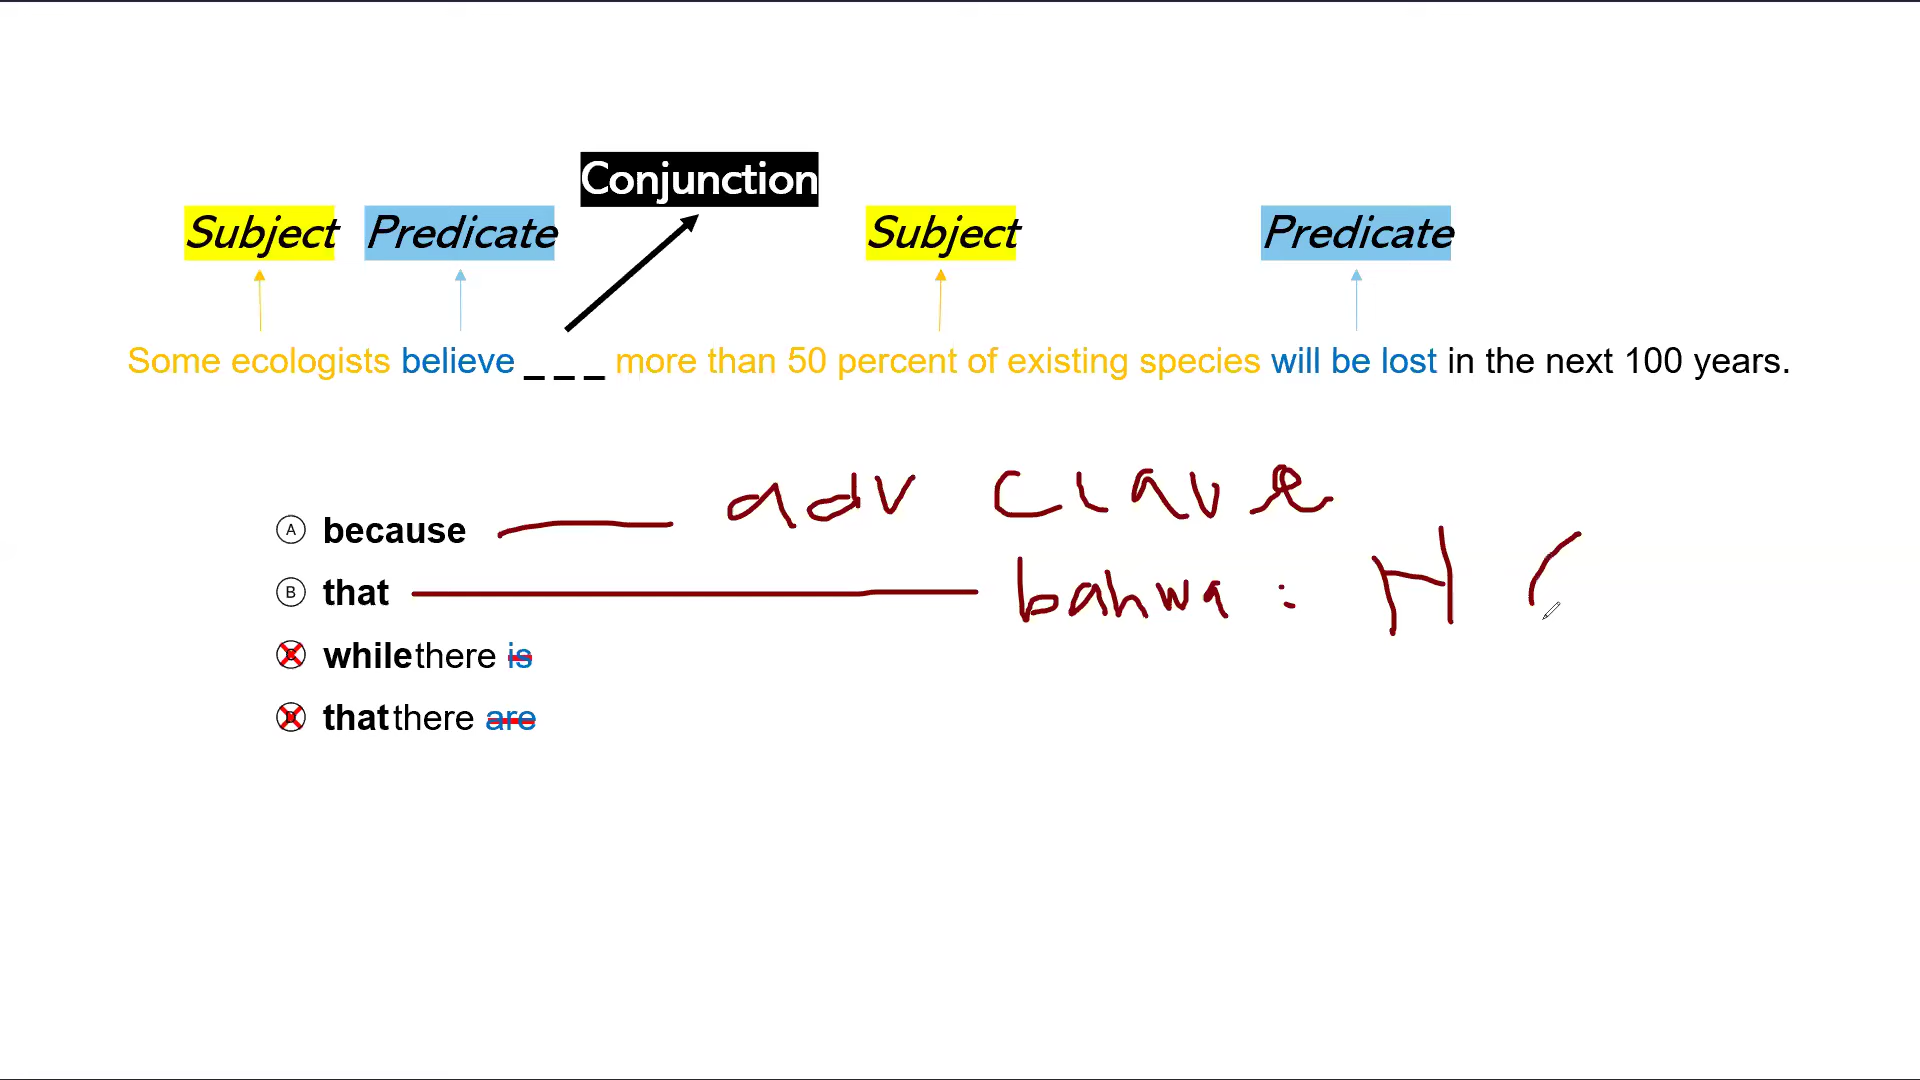 Conjunction
Subject Predicate Subject Predicate
Some ecologists believe _ _ _ more than 50 percent of existing species will be lost in the next 100 years.
A because adv clave
B that bahwa : H (
while there is
that there are